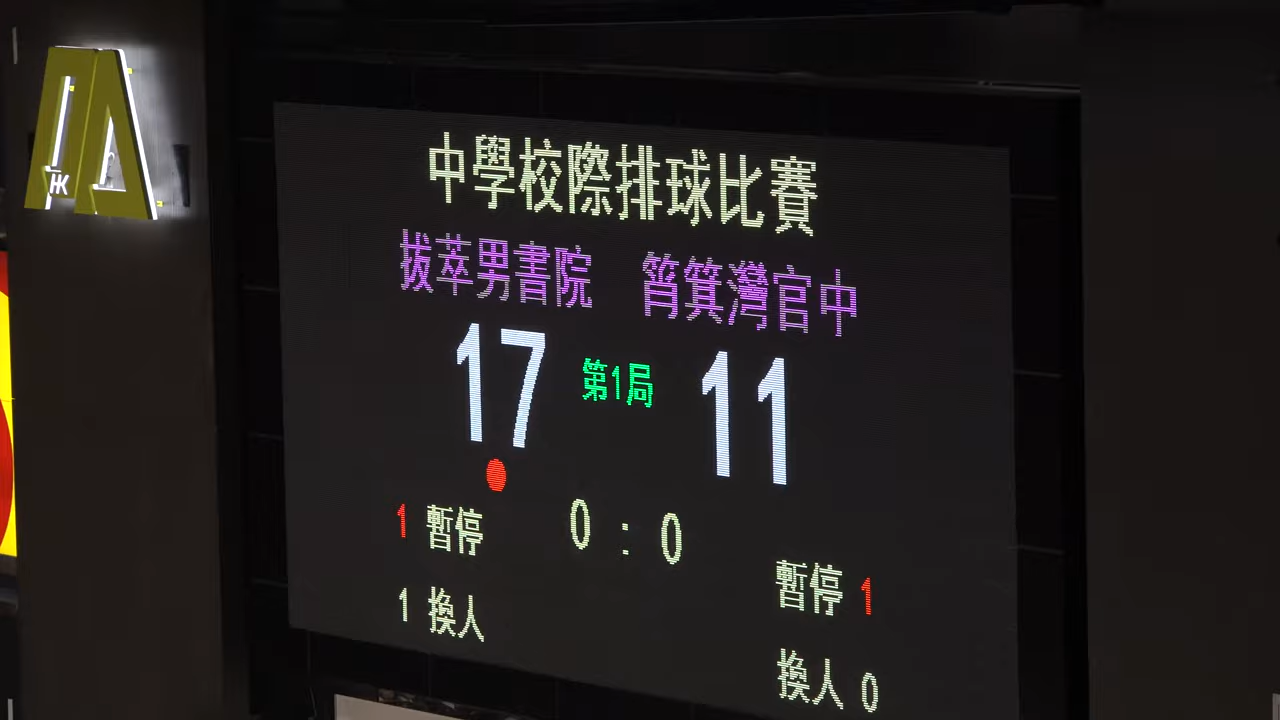 HK
中學校際排球比賽
拔萃男書院 筲箕灣官中
17 第1局 11
0 : 0
1 暫停 暫停 1
1 換人 換人 0